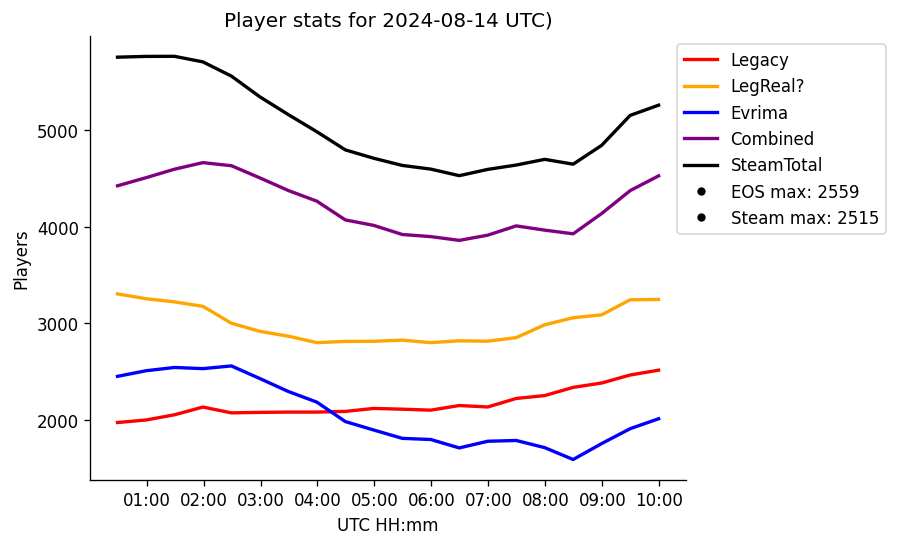 Player stats for 2024-08-14 UTC)
Legacy
LegReal?
Evrima
Combined
SteamTotal
EOS max: 2559
Steam max: 2515
Players
5000
4000
3000
2000
01:00 02:00 03:00 04:00 05:00 06:00 07:00 08:00 09:00 10:00
UTC HH:mm